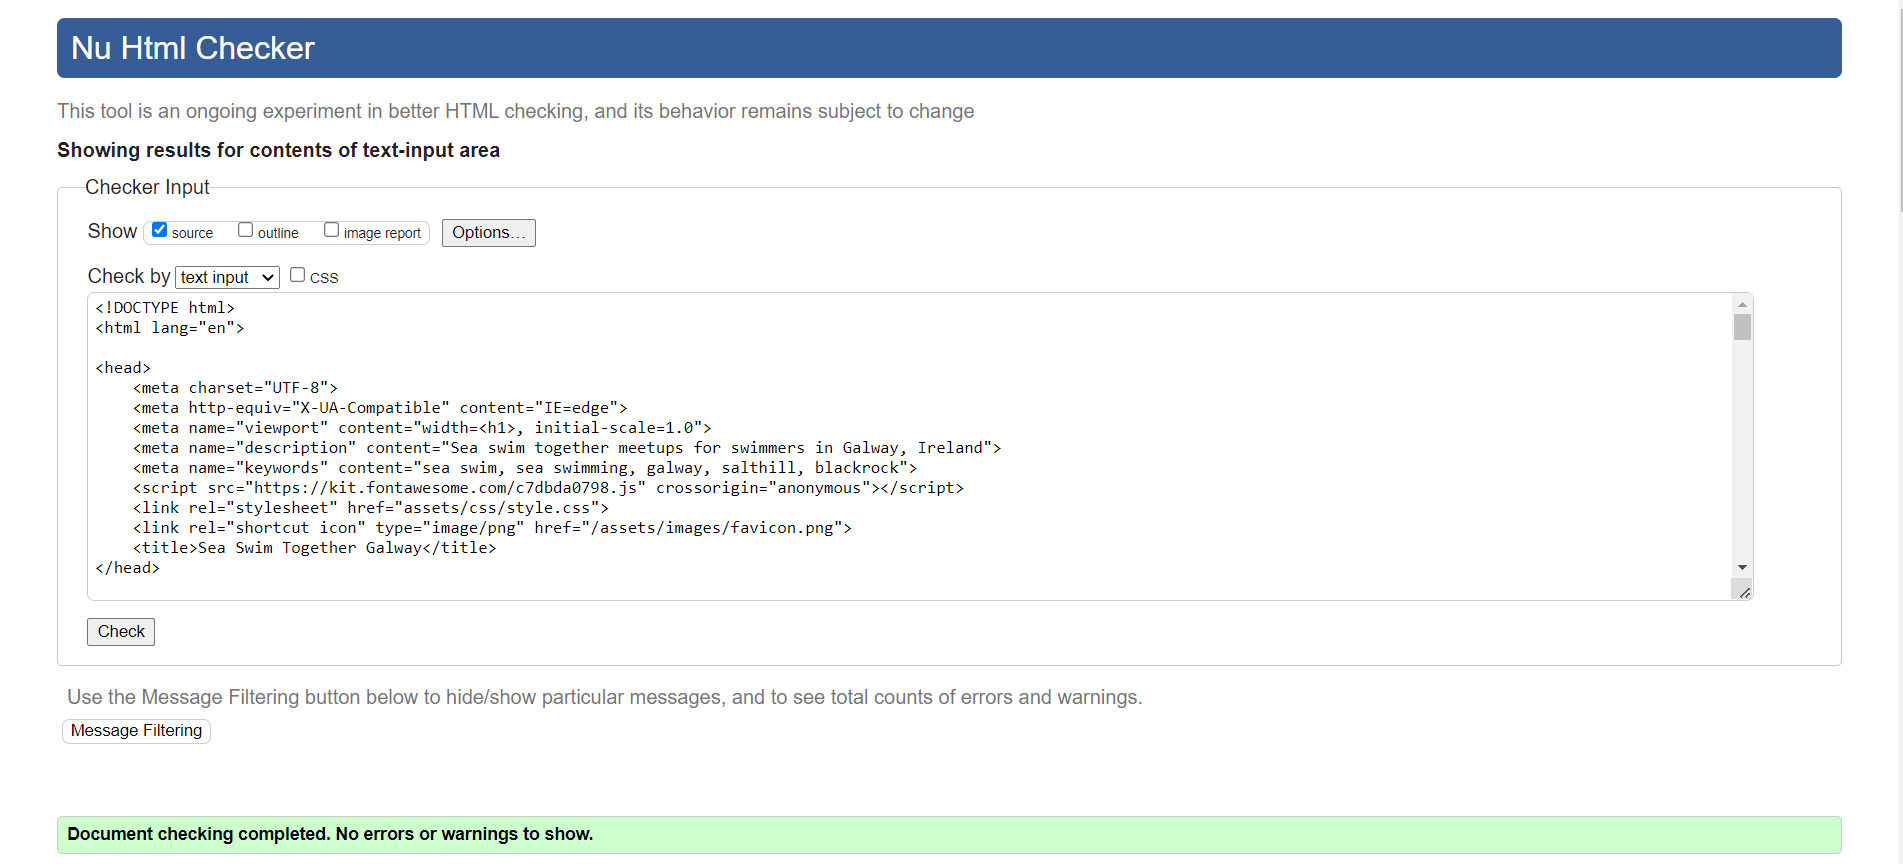 Nu Html Checker
This tool is an ongoing experiment in better HTML checking, and its behavior remains subject to change
Showing results for contents of text-input area
Checker Input
Show source outline image report Options...
Check by text input CSS
<!DOCTYPE html>
<html lang="en">
<head>
    <meta charset="UTF-8">
    <meta http-equiv="X-UA-Compatible" content="IE=edge">
    <meta name="viewport" content="width=<h1>, initial-scale=1.0">
    <meta name="description" content="Sea swim together meetups for swimmers in Galway, Ireland">
    <meta name="keywords" content="sea swim, sea swimming, galway, salthill, blackrock">
    <script src="https://kit.fontawesome.com/c7dbda0798.js" crossorigin="anonymous"></script>
    <link rel="stylesheet" href="assets/css/style.css">
    <link rel="shortcut icon" type="image/png" href="/assets/images/favicon.png">
    <title>Sea Swim Together Galway</title>
</head>
Check
Use the Message Filtering button below to hide/show particular messages, and to see total counts of errors and warnings.
Message Filtering
Document checking completed. No errors or warnings to show.